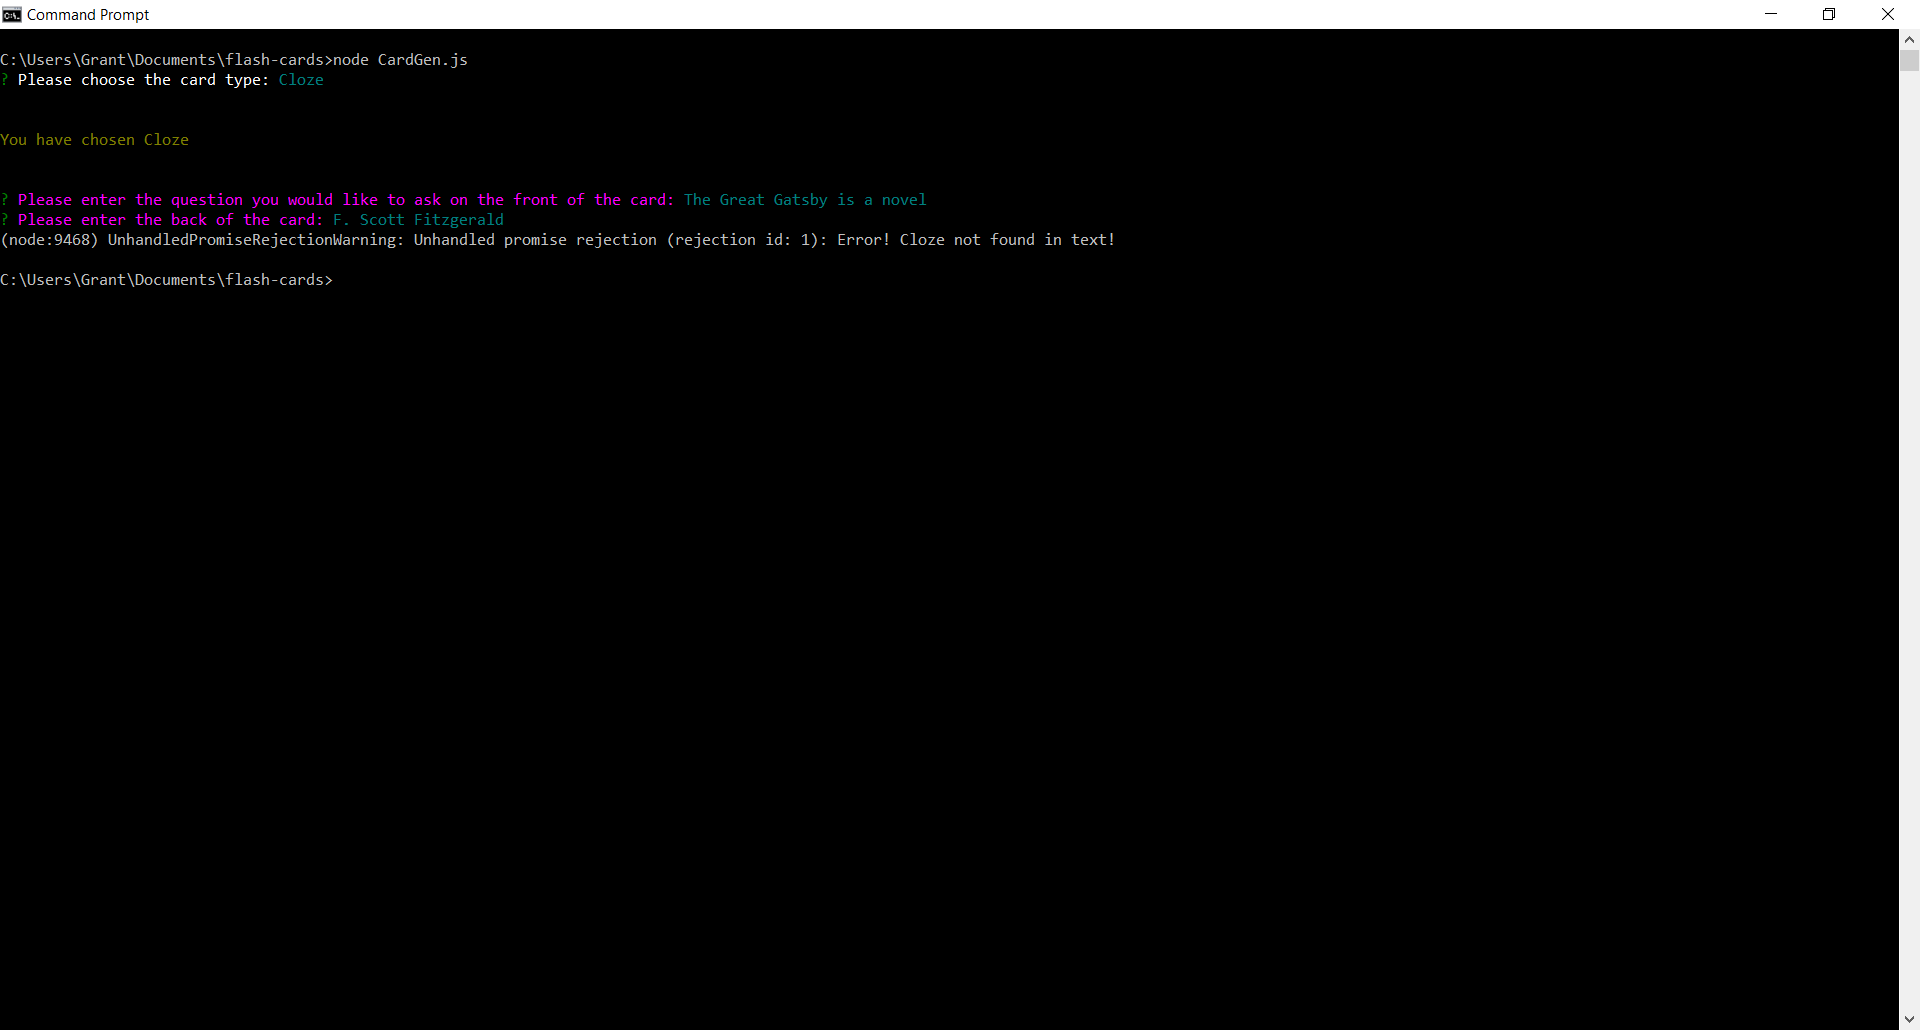 Command Prompt
C:\Users\Grant\Documents\flash-cards>node CardGen.js
? Please choose the card type: Cloze
You have chosen Cloze
? Please enter the question you would like to ask on the front of the card: The Great Gatsby is a novel
? Please enter the back of the card: F. Scott Fitzgerald
(node:9468) UnhandledPromiseRejectionWarning: Unhandled promise rejection (rejection id: 1): Error! Cloze not found in text!
C:\Users\Grant\Documents\flash-cards>